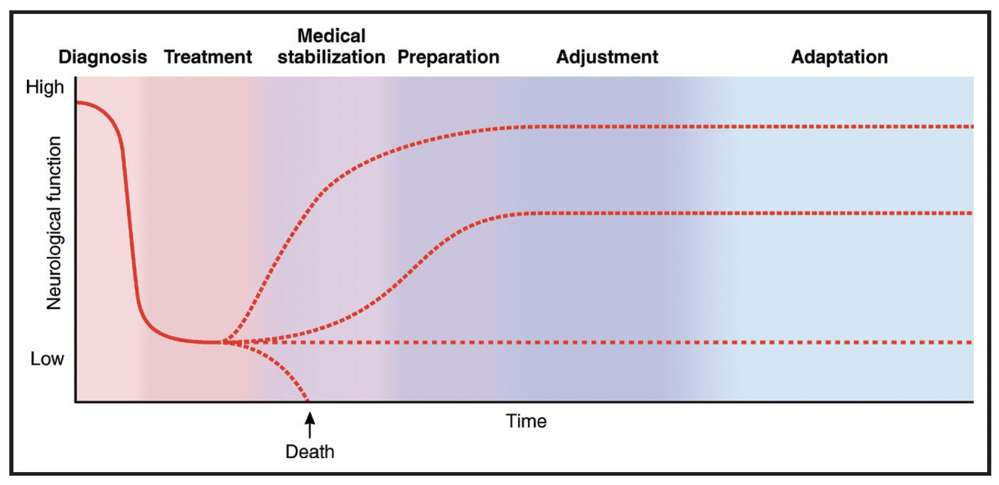 Medical
Diagnosis Treatment stabilization Preparation Adjustment Adaptation
High
Neurological function
Low
Time
Death